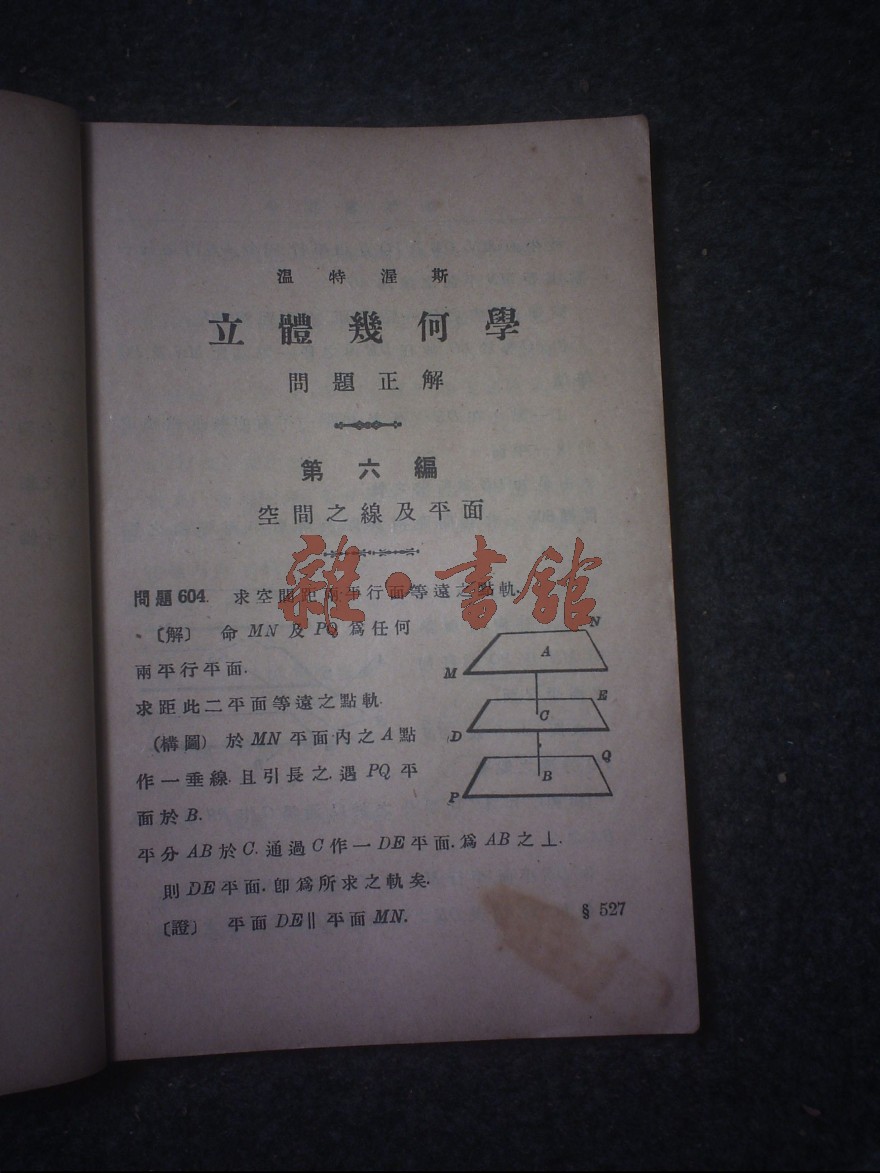 溫特渥斯
立體幾何學
問題正解
第六編
空間之線及平面
雜·書館
問題604. 求空間距兩平行面等遠之點軌.
〔解〕 命MN及PQ爲任何
兩平行平面.
求距此二平面等遠之點軌.
(構圖) 於MN平面內之A點
作一垂線.且引長之.遇PQ平
面於B.
平分AB於C.通過C作一DE平面.爲AB之⊥.
則DE平面.卽爲所求之軌矣.
〔證〕 平面DE∥平面MN. §527
N
A
M
E
C
D
Q
B
P